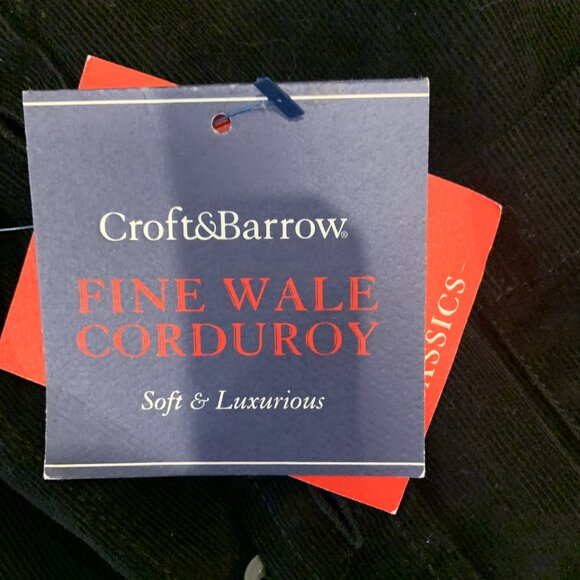 Croft&Barrow®
FINE WALE
CORDUROY
Soft & Luxurious